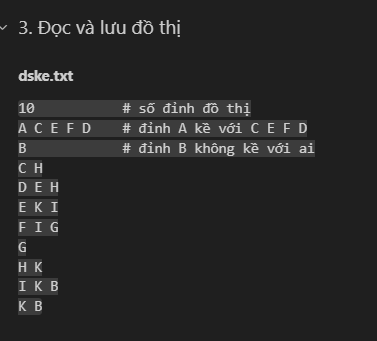 3. Đọc và lưu đồ thị
dske.txt
10 # số đỉnh đồ thị
A C E F D # đỉnh A kề với C E F D
B # đỉnh B không kề với ai
C H
D E H
E K I
F I G
G
H K
I K B
K B